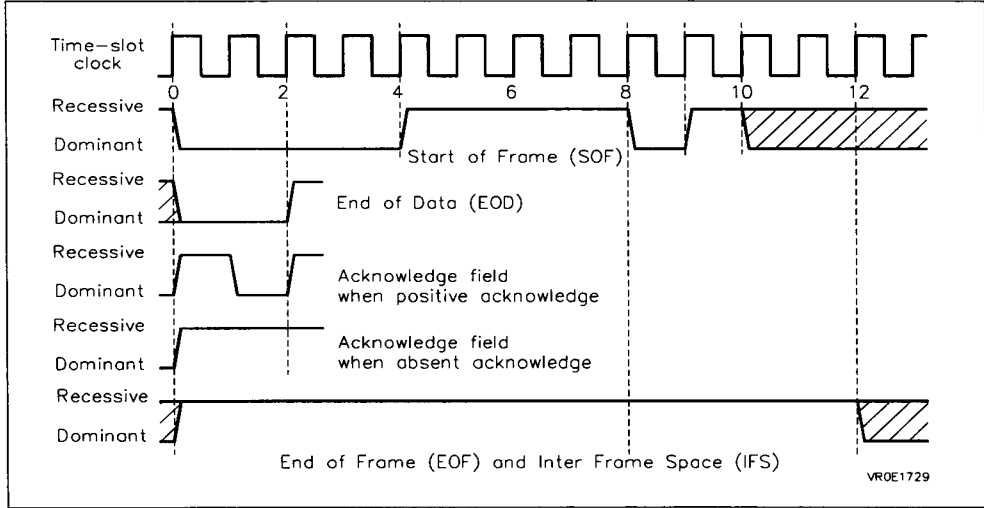 Time-slot
clock
0 2 4 6 8 10 12
Recessive
Dominant
Start of Frame (SOF)
Recessive
Dominant
End of Data (EOD)
Recessive
Dominant
Acknowledge field
when positive acknowledge
Recessive
Dominant
Acknowledge field
when absent acknowledge
Recessive
Dominant
End of Frame (EOF) and Inter Frame Space (IFS)
VR0E1729